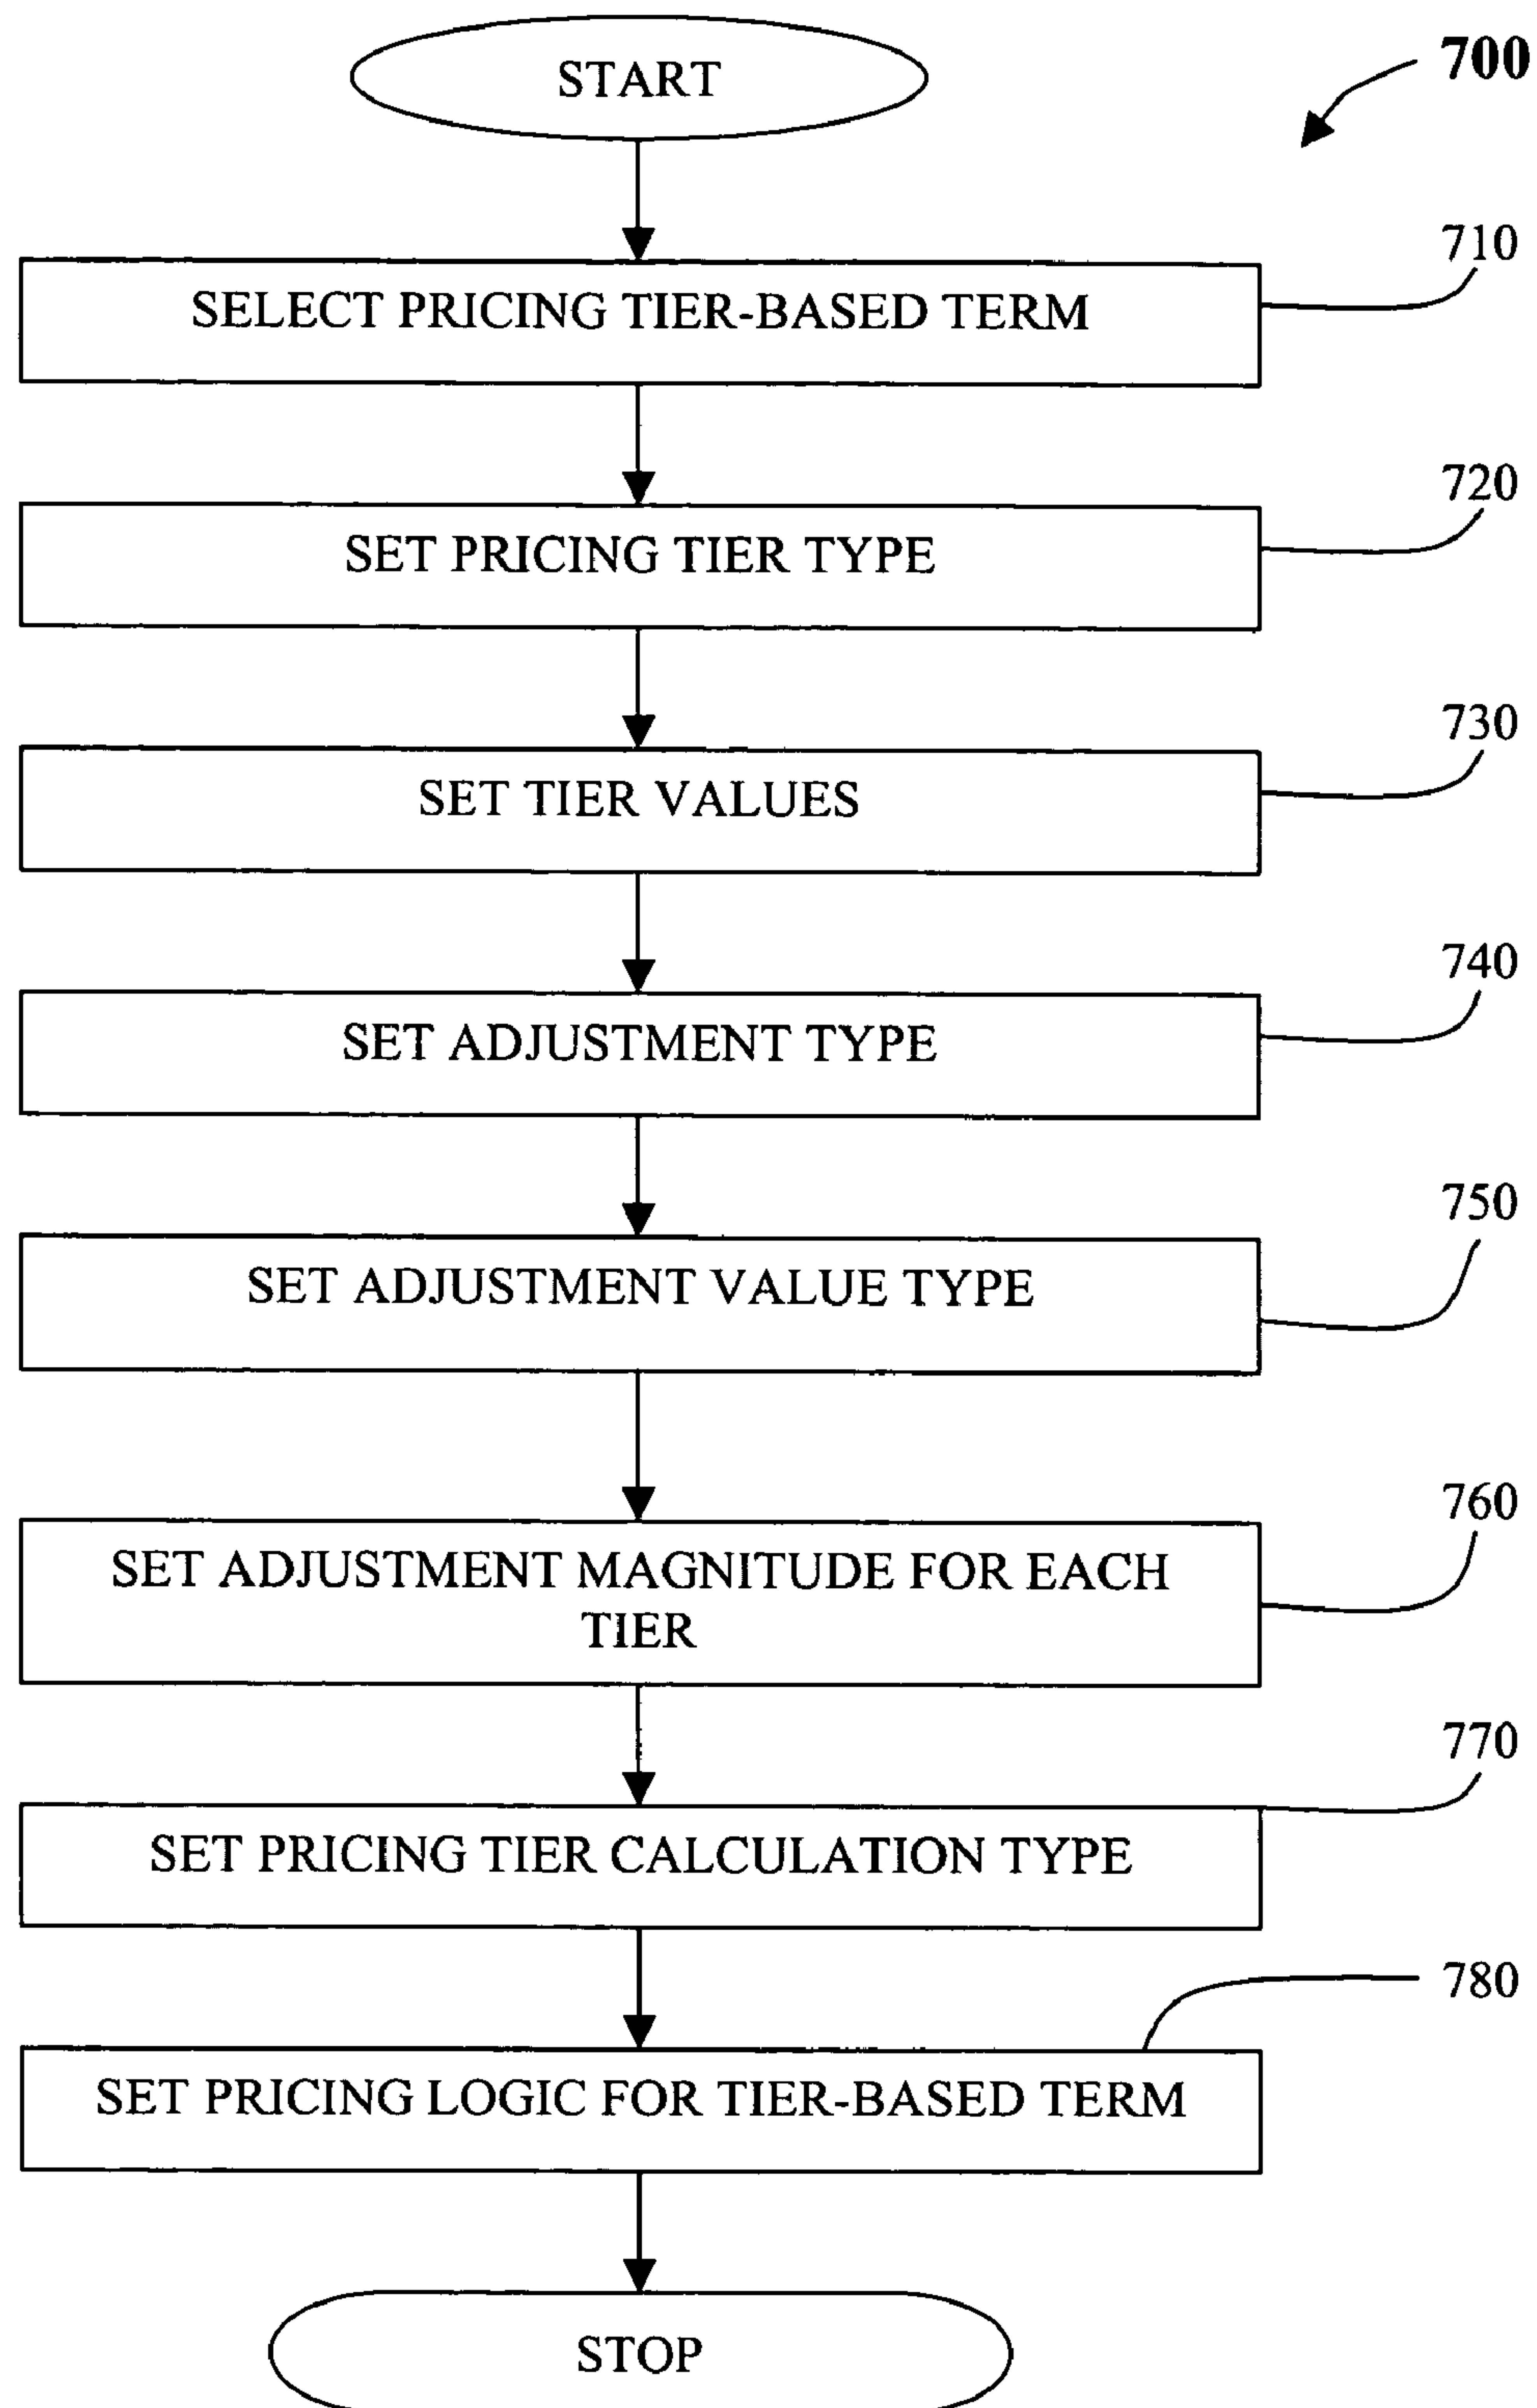 START
700
710
SELECT PRICING TIER-BASED TERM
720
SET PRICING TIER TYPE
730
SET TIER VALUES
740
SET ADJUSTMENT TYPE
750
SET ADJUSTMENT VALUE TYPE
760
SET ADJUSTMENT MAGNITUDE FOR EACH
TIER
770
SET PRICING TIER CALCULATION TYPE
780
SET PRICING LOGIC FOR TIER-BASED TERM
STOP